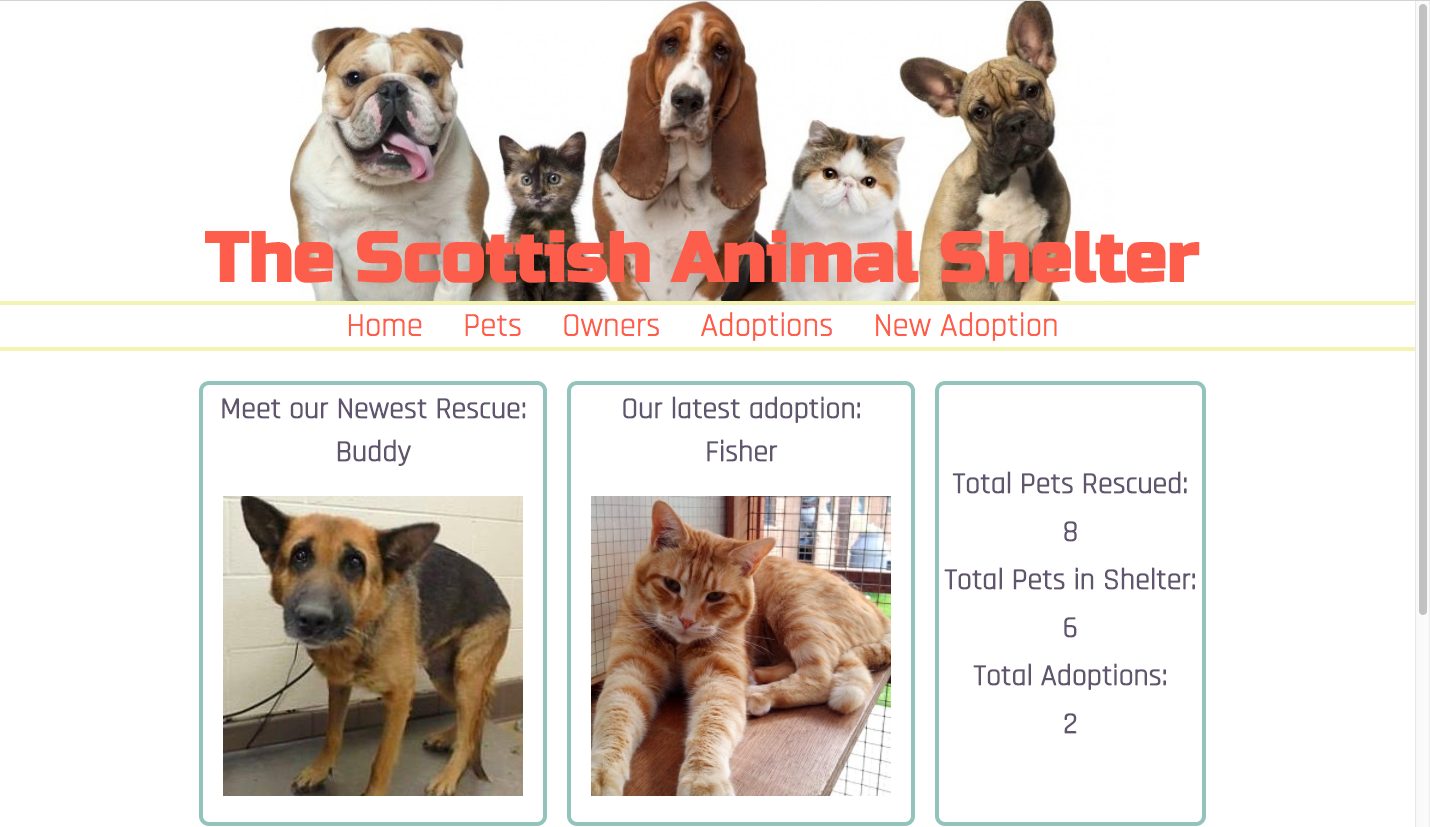 The Scottish Animal Shelter
Home Pets Owners Adoptions New Adoption
Meet our Newest Rescue:
Buddy
Our latest adoption:
Fisher
Total Pets Rescued:
8
Total Pets in Shelter:
6
Total Adoptions:
2